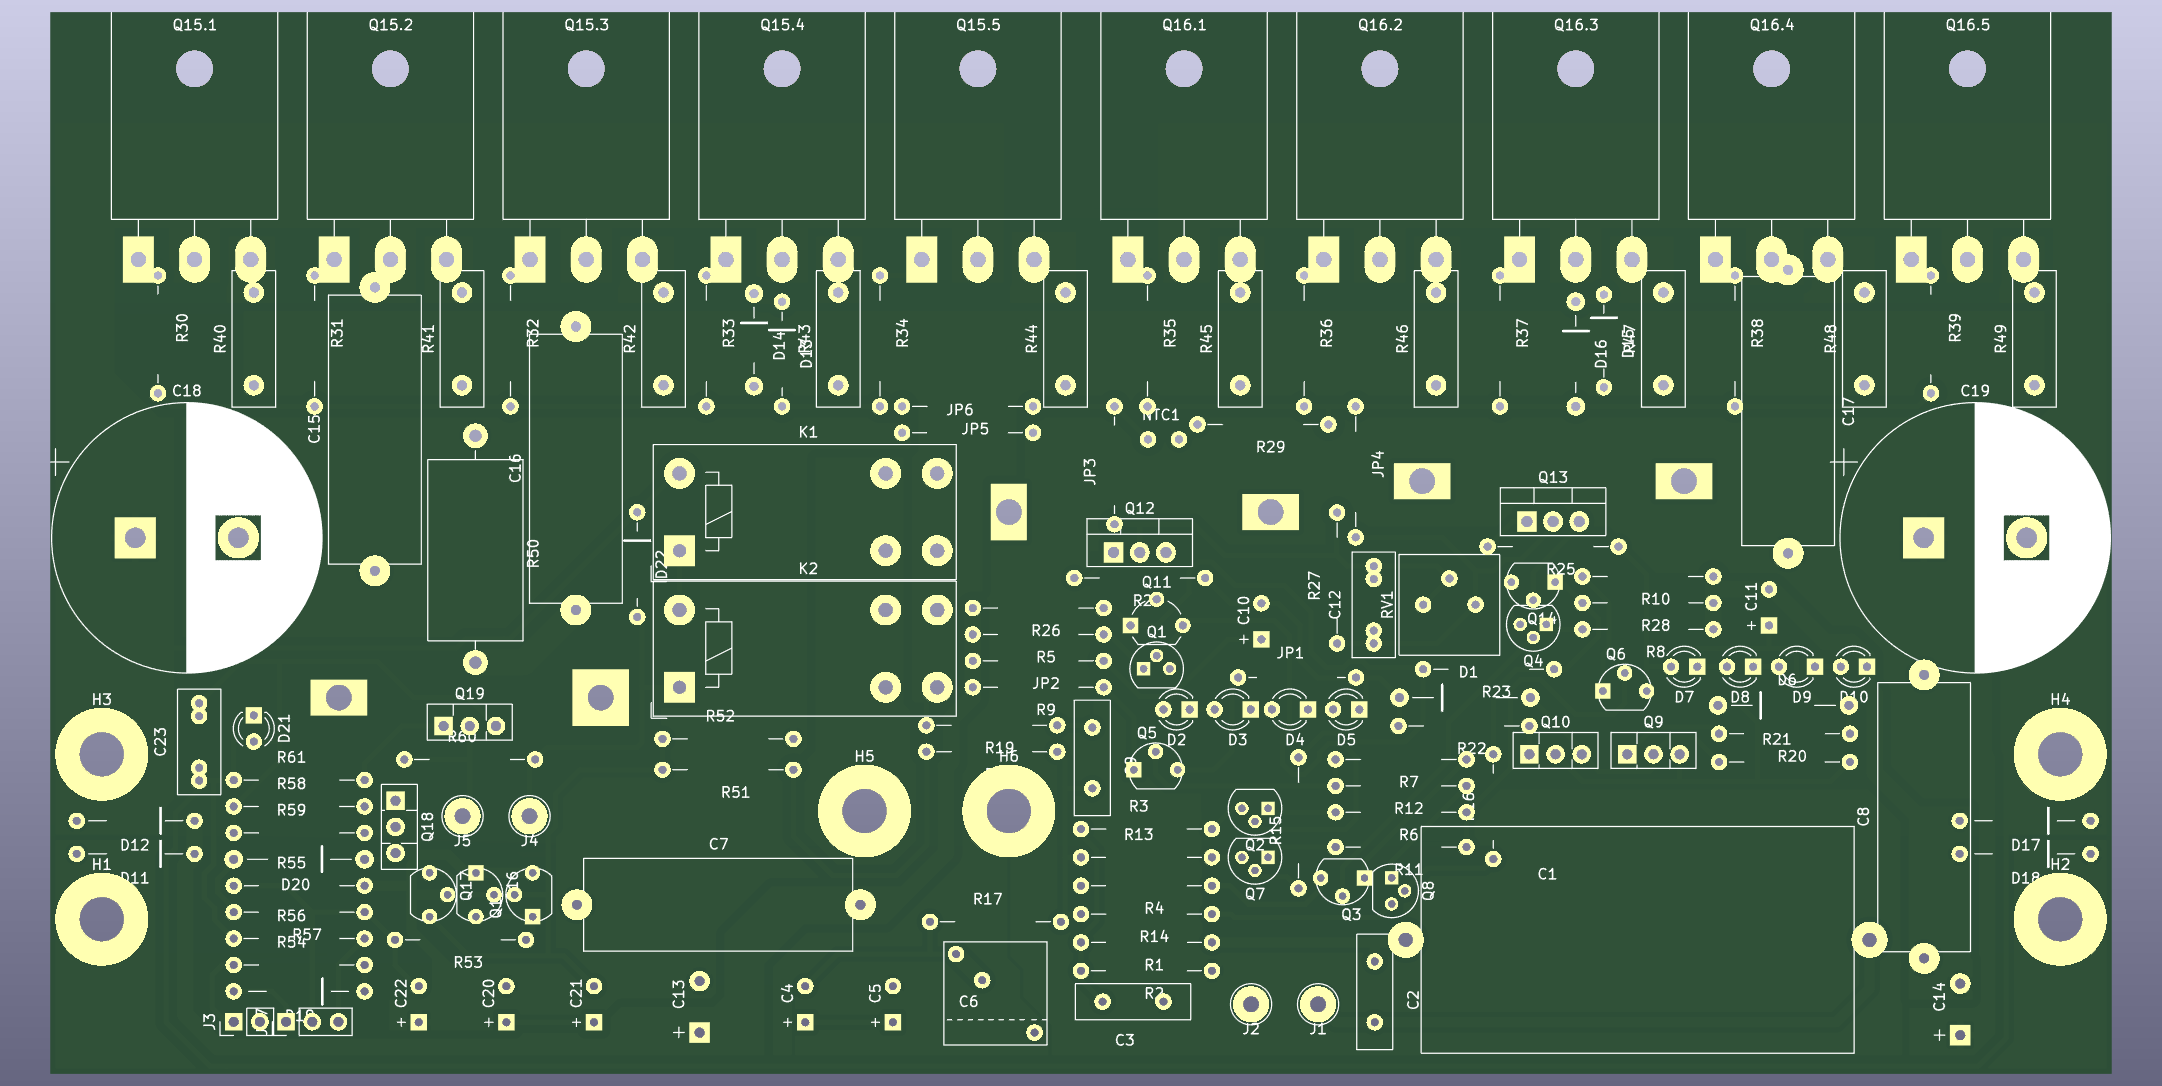 Q15.1 Q15.2 Q15.3 Q15.4 Q15.5 Q16.1 Q16.2 Q16.3 Q16.4 Q16.5
R30 R40 R31 R41 R32 R42 R33 D14 R43 R34 R44 R35 R45 R36 R46 R37 D16 R47 R38 R48 R39 R49
C18 C19
C15 JP6 NTC1 C17
K1 JP5
R29
C16 JP3 JP4 Q13
Q12
R50 D22 K2 Q11 R27 R25
C10 C12 RV1 R10 C11
R26 Q1 Q14 R28
R5 JP1 Q4 Q6 R8
JP2 D1 D6
H3 Q19 R52 R9 R23 D7 D8 D9 D10 H4
C23 D21 R60 D2 D3 D4 D5 Q10 Q9
R61 R19 Q5 R22 R21
H5 H6 R20
R58 R51 R7
R59 R3 R12
Q18 J5 J4 R13 R15 R6 C8
D12 C7 Q2 D17
H1 R55 R11 C1 H2
D11 D20 Q17 Q7 Q8 D18
R56 R17 R4 Q3
R54 R57 R14
R53 R1
C22 C20 C21 C13 C4 C5 C6 R2 C2 C14
J3 J2 J1
C3